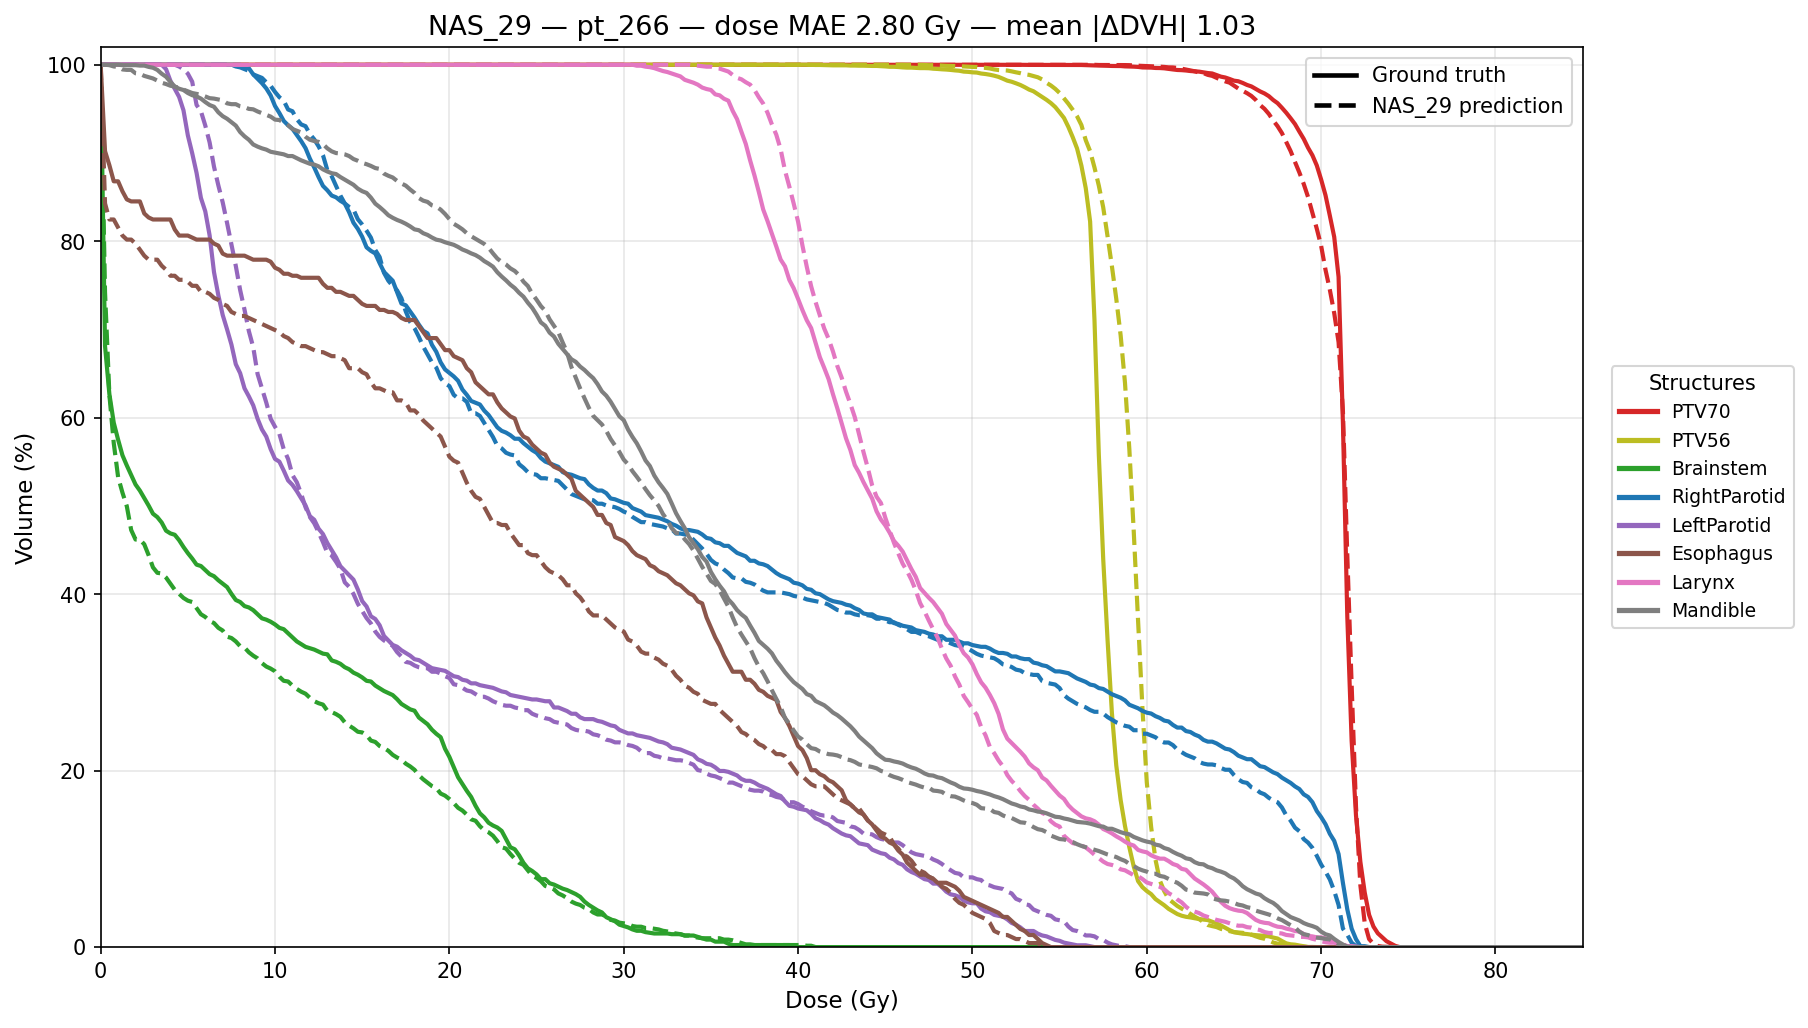 NAS_29 — pt_266 — dose MAE 2.80 Gy — mean |ΔDVH| 1.03
Ground truth
NAS_29 prediction
Structures
PTV70
PTV56
Brainstem
RightParotid
LeftParotid
Esophagus
Larynx
Mandible
Volume (%)
100
80
60
40
20
0
0 10 20 30 40 50 60 70 80
Dose (Gy)